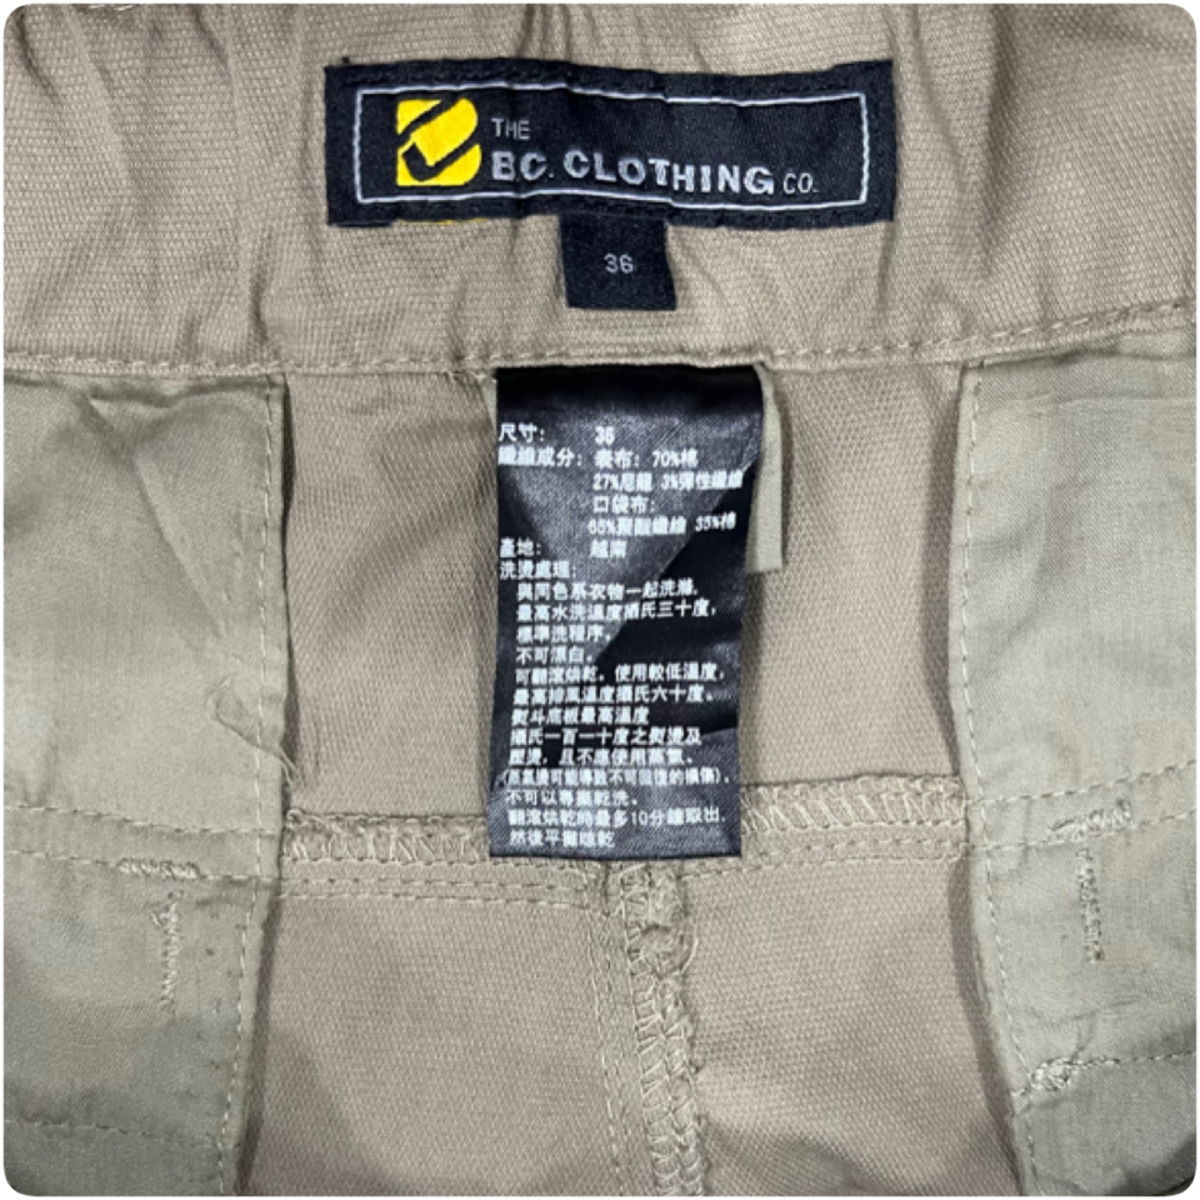 THE
BC. CLOTHING CO.
36
尺寸: 36
纖維成分: 表布: 70%棉
27%尼龍 3%彈性纖維
口袋布:
65%聚酯纖維 35%棉
產地: 越南
洗燙處理:
與同色系衣物一起洗滌,
最高水洗溫度攝氏三十度,
標準洗程序。
不可漂白。
可翻滾烘乾, 使用較低溫度,
最高排風溫度攝氏六十度。
熨斗底板最高溫度
攝氏一百一十度之熨燙及
壓燙, 且不應使用蒸氣。
(蒸氣燙可能導致不可回復的損傷)。
不可以專業乾洗。
翻滾烘乾時最多10分鐘取出,
然後平攤晾乾